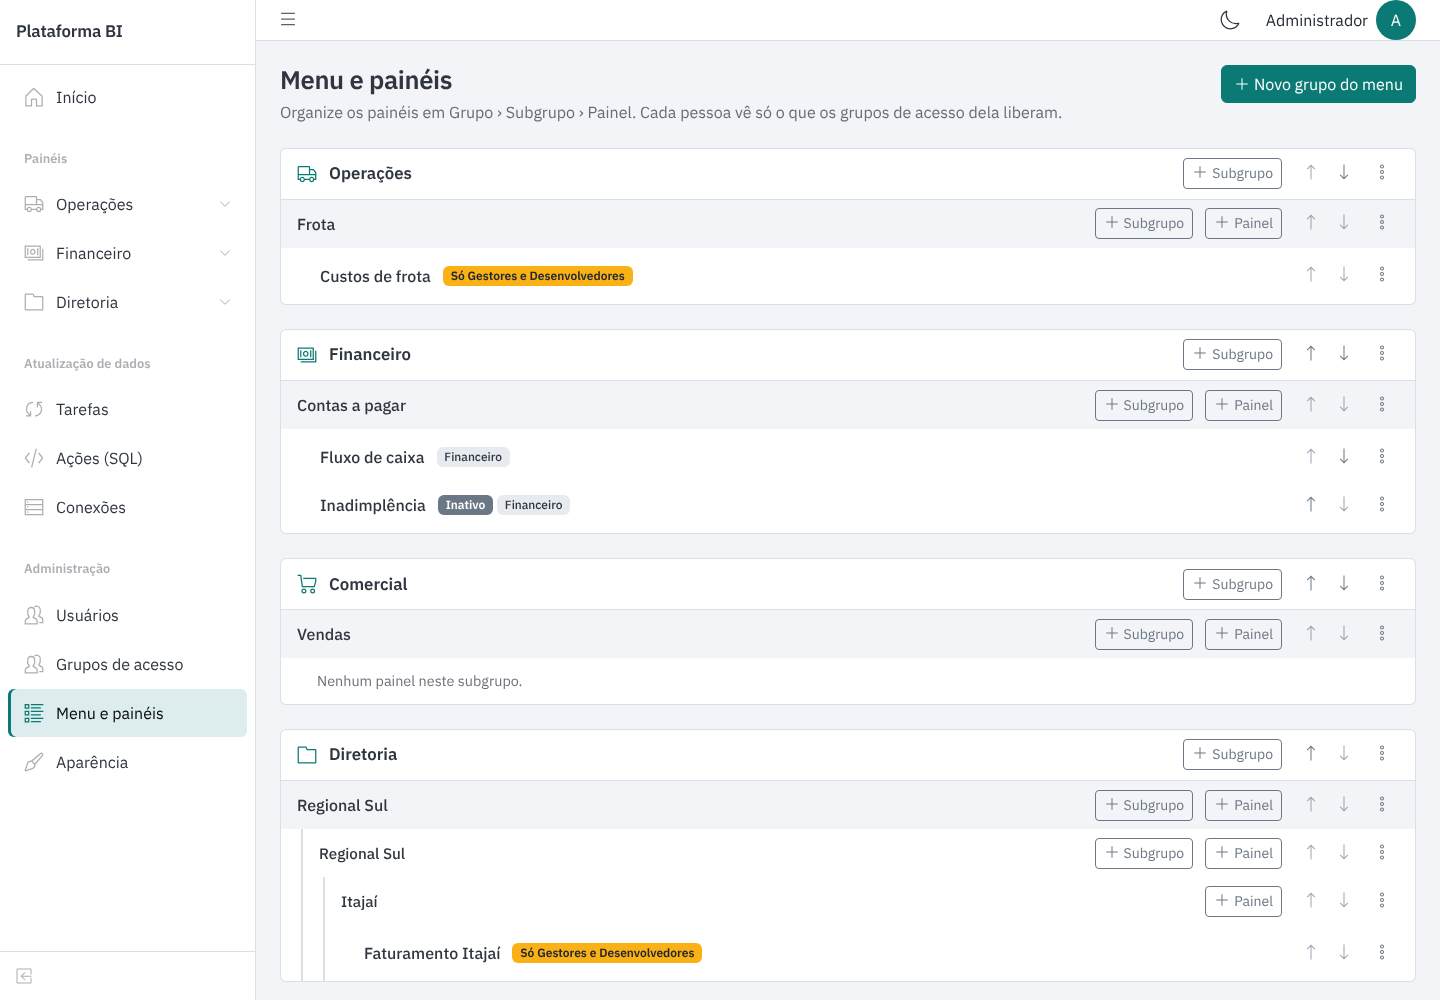 Plataforma BI
Administrador
A
Início
Painéis
Operações
Financeiro
Diretoria
Atualização de dados
Tarefas
Ações (SQL)
Conexões
Administração
Usuários
Grupos de acesso
Menu e painéis
Aparência
Menu e painéis
Organize os painéis em Grupo › Subgrupo › Painel. Cada pessoa vê só o que os grupos de acesso dela liberam.
+ Novo grupo do menu
Operações
+ Subgrupo
Frota
+ Subgrupo + Painel
Custos de frota Só Gestores e Desenvolvedores
Financeiro
+ Subgrupo
Contas a pagar
+ Subgrupo + Painel
Fluxo de caixa Financeiro
Inadimplência Inativo Financeiro
Comercial
+ Subgrupo
Vendas
+ Subgrupo + Painel
Nenhum painel neste subgrupo.
Diretoria
+ Subgrupo
Regional Sul
+ Subgrupo + Painel
Regional Sul
+ Subgrupo + Painel
Itajaí
+ Painel
Faturamento Itajaí Só Gestores e Desenvolvedores